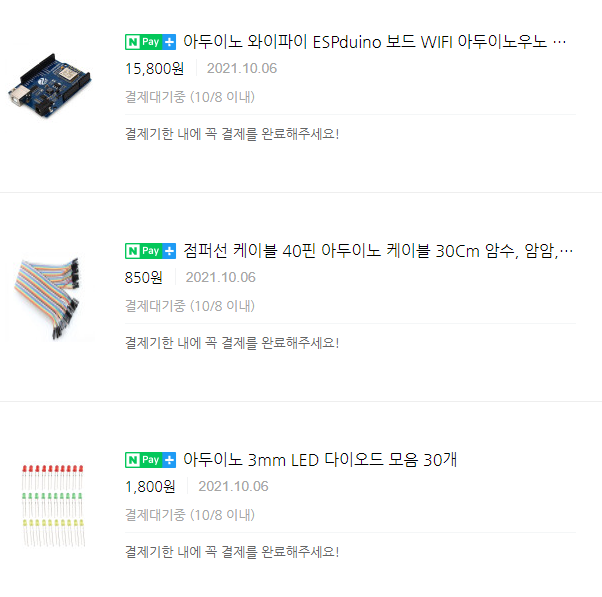 N Pay + 아두이노 와이파이 ESPduino 보드 WIFI 아두이노우노 ...
15,800원 2021.10.06
결제대기중 (10/8 이내)
결제기한 내에 꼭 결제를 완료해주세요!
N Pay + 점퍼선 케이블 40핀 아두이노 케이블 30Cm 암수, 암암,...
850원 2021.10.06
결제대기중 (10/8 이내)
결제기한 내에 꼭 결제를 완료해주세요!
N Pay + 아두이노 3mm LED 다이오드 모음 30개
1,800원 2021.10.06
결제대기중 (10/8 이내)
결제기한 내에 꼭 결제를 완료해주세요!